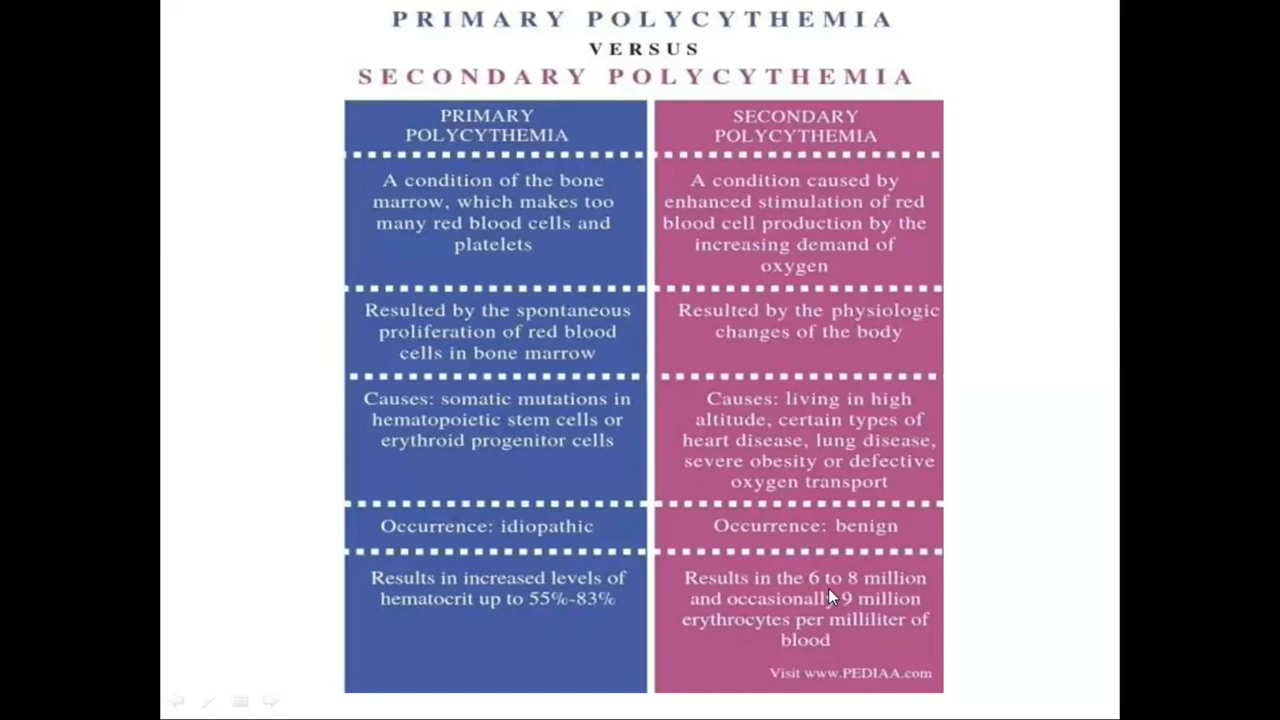 PRIMARY POLYCYTHEMIA
VERSUS
SECONDARY POLYCYTHEMIA
PRIMARY
POLYCYTHEMIA
A condition of the bone
marrow, which makes too
many red blood cells and
platelets
Resulted by the spontaneous
proliferation of red blood
cells in bone marrow
Causes: somatic mutations in
hematopoietic stem cells or
erythroid progenitor cells
Occurrence: idiopathic
Results in increased levels of
hematocrit up to 55%-83%
SECONDARY
POLYCYTHEMIA
A condition caused by
enhanced stimulation of red
blood cell production by the
increasing demand of
oxygen
Resulted by the physiologic
changes of the body
Causes: living in high
altitude, certain types of
heart disease, lung disease,
severe obesity or defective
oxygen transport
Occurrence: benign
Results in the 6 to 8 million
and occasionally 9 million
erythrocytes per milliliter of
blood
Visit www.PEDIAA.com